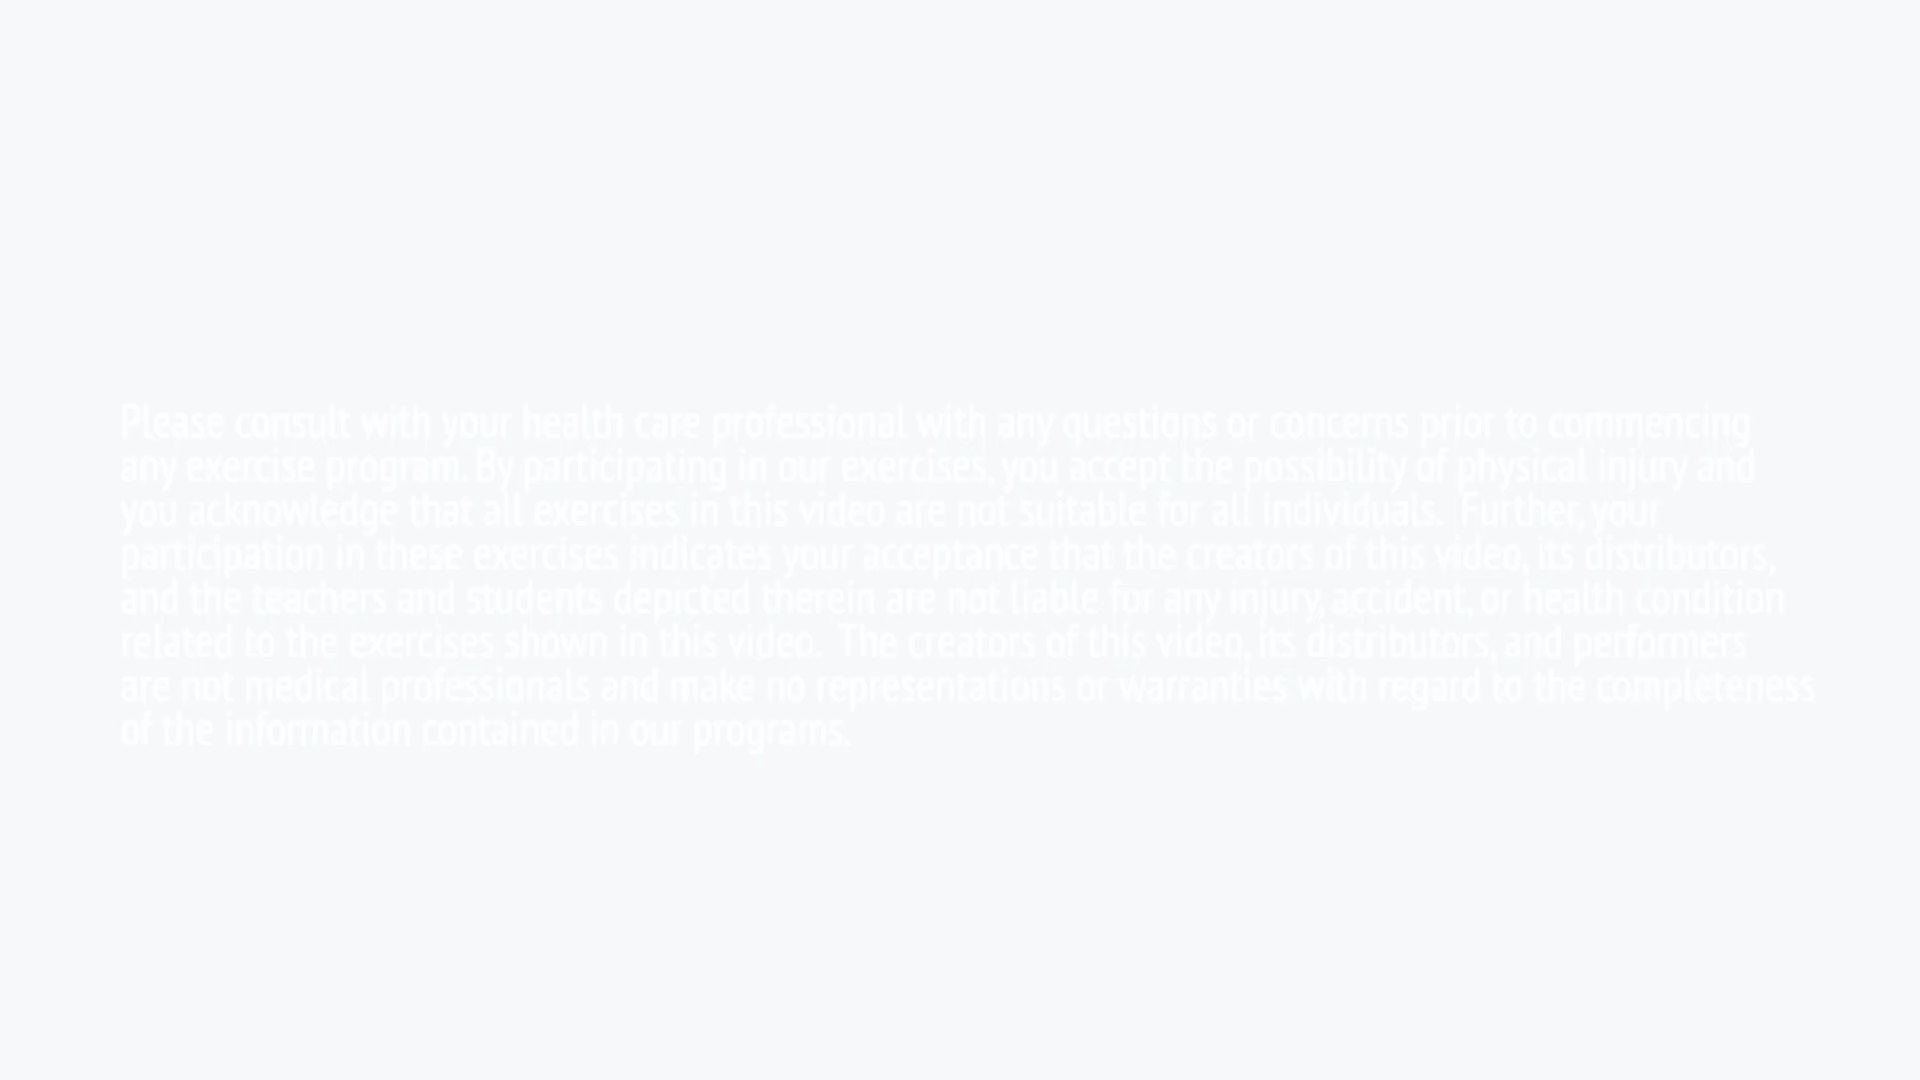 Please consult with your health care professional with any questions or concerns prior to commencing
any exercise program. By participating in our exercises, you accept the possibility of physical injury and
you acknowledge that all exercises in this video are not suitable for all individuals.  Further, your
participation in these exercises indicates your acceptance that the creators of this video, its distributors,
and the teachers and students depicted therein are not liable for any injury, accident, or health condition
related to the exercises shown in this video.  The creators of this video, its distributors, and performers
are not medical professionals and make no representations or warranties with regard to the completeness
of the information contained in our programs.